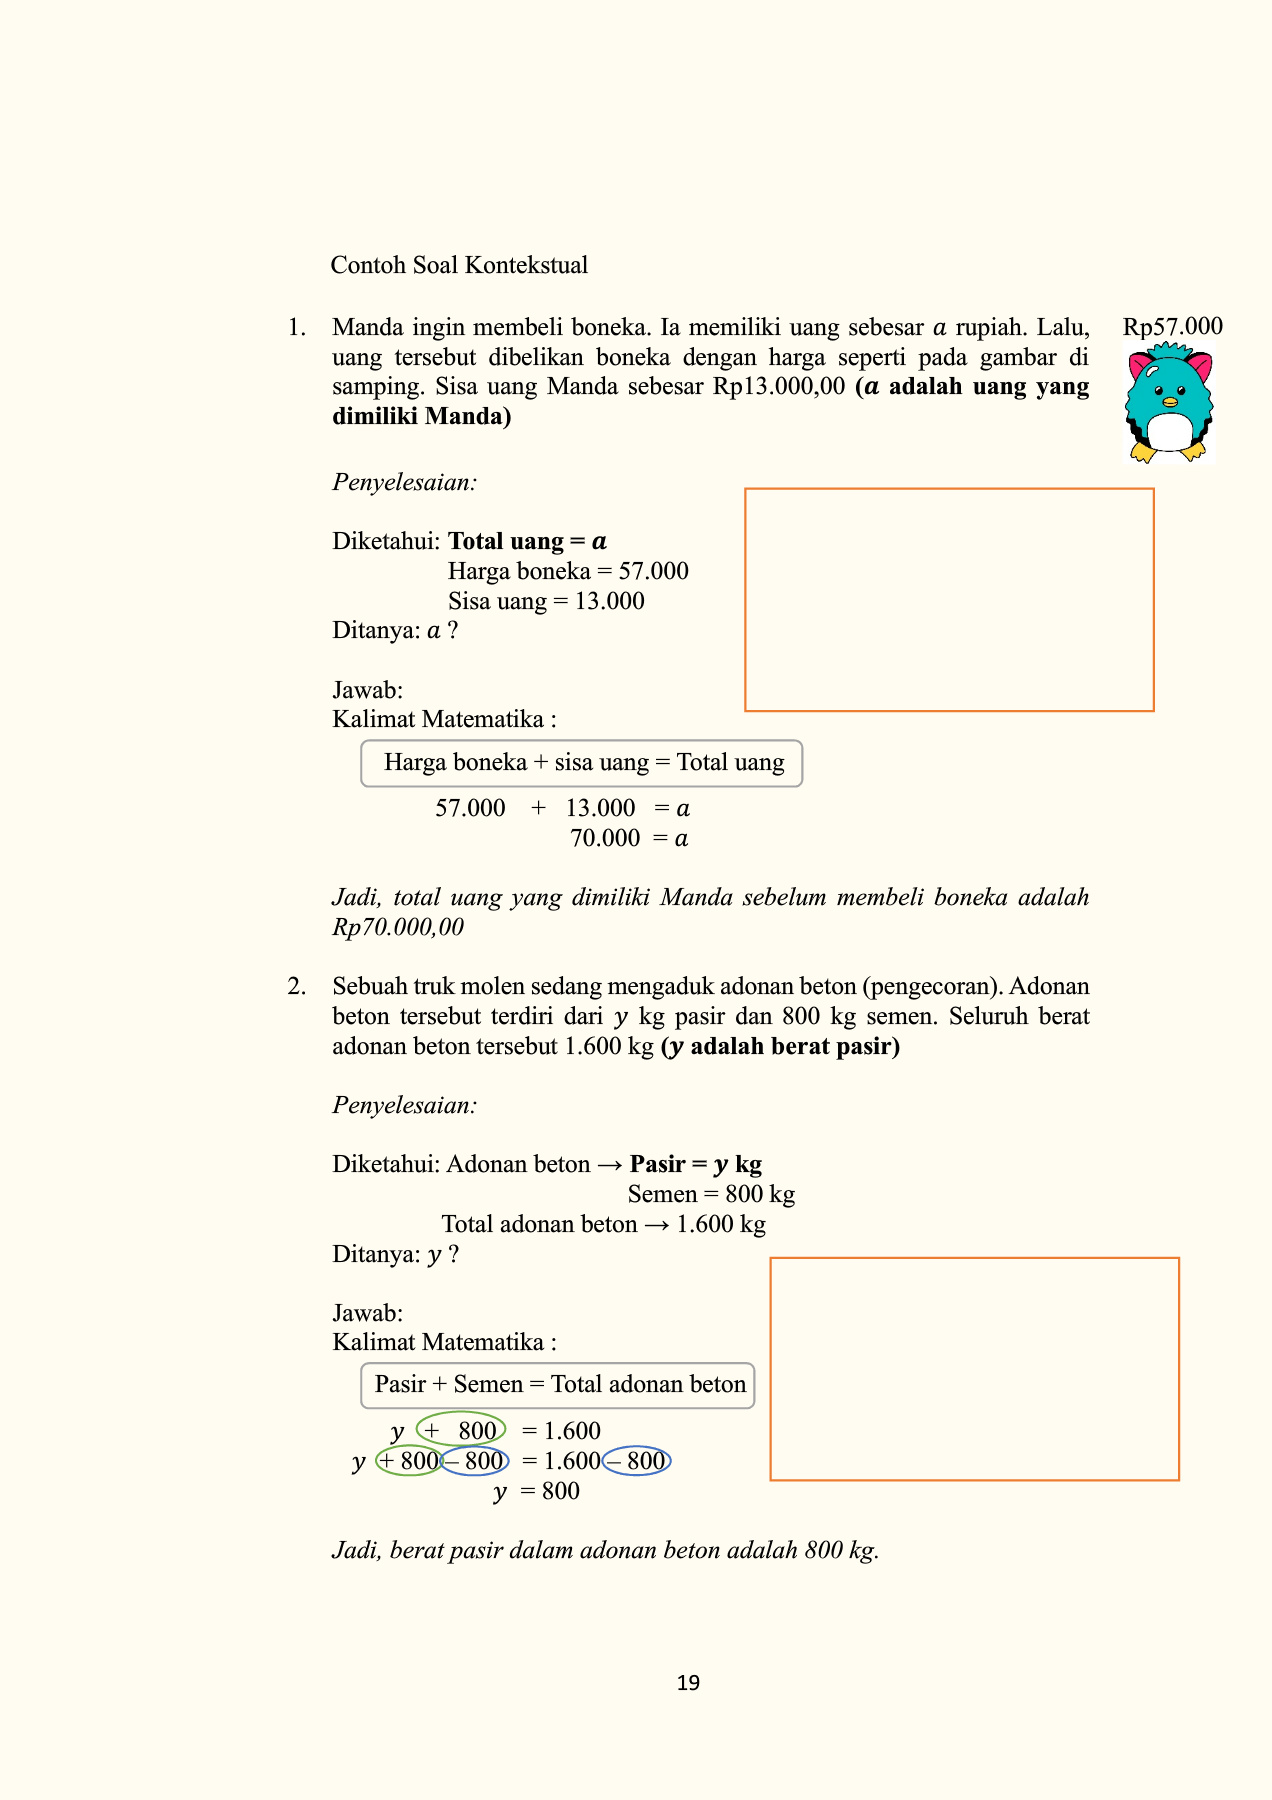 Contoh Soal Kontekstual
1. Manda ingin membeli boneka. Ia memiliki uang sebesar a rupiah. Lalu,
uang tersebut dibelikan boneka dengan harga seperti pada gambar di
samping. Sisa uang Manda sebesar Rp13.000,00 (a adalah uang yang
dimiliki Manda)
Rp57.000
Penyelesaian:
Diketahui: Total uang = a
Harga boneka = 57.000
Sisa uang = 13.000
Ditanya: a ?
Jawab:
Kalimat Matematika :
Harga boneka + sisa uang = Total uang
57.000 + 13.000 = a
70.000 = a
Jadi, total uang yang dimiliki Manda sebelum membeli boneka adalah
Rp70.000,00
2. Sebuah truk molen sedang mengaduk adonan beton (pengecoran). Adonan
beton tersebut terdiri dari y kg pasir dan 800 kg semen. Seluruh berat
adonan beton tersebut 1.600 kg (y adalah berat pasir)
Penyelesaian:
Diketahui: Adonan beton → Pasir = y kg
Semen = 800 kg
Total adonan beton → 1.600 kg
Ditanya: y ?
Jawab:
Kalimat Matematika :
Pasir + Semen = Total adonan beton
y + 800 = 1.600
y + 800 – 800 = 1.600 – 800
y = 800
Jadi, berat pasir dalam adonan beton adalah 800 kg.
19